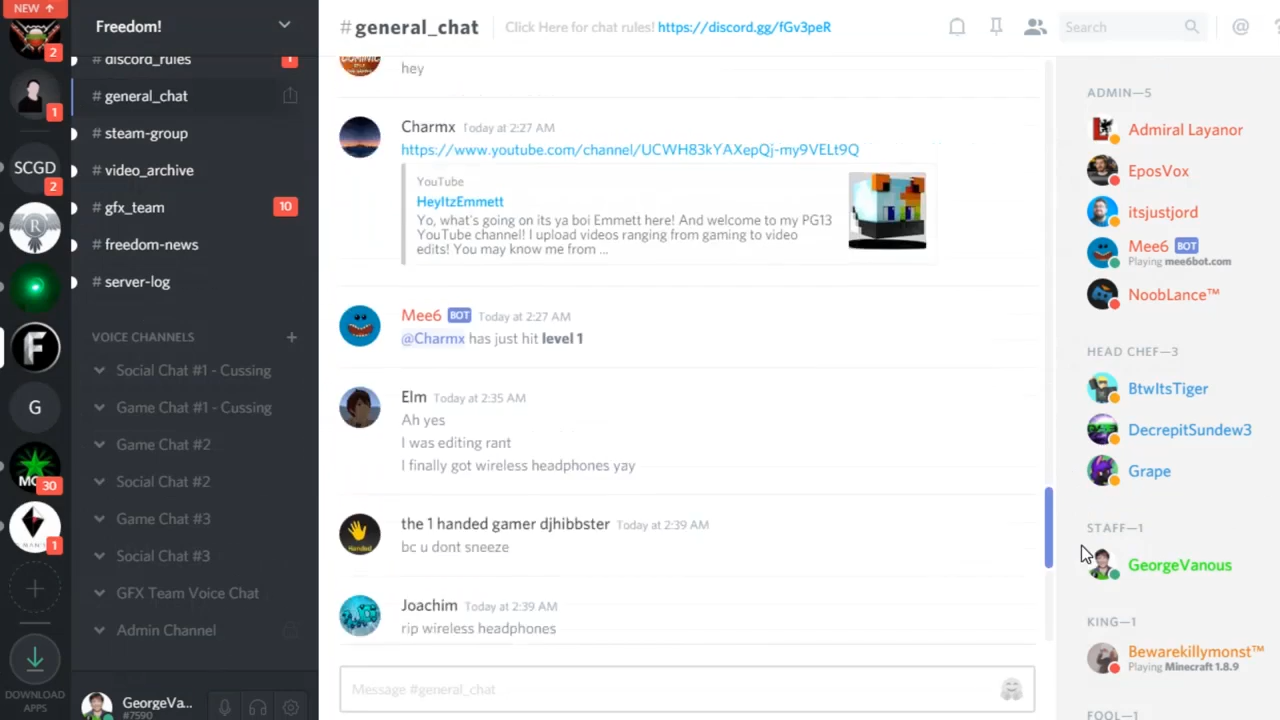 NEW ↑
2
1
SCGD
2
G
30
1
DOWNLOAD
APPS
Freedom!
# discord_rules
1
# general_chat
# steam-group
# video_archive
# gfx_team
10
# freedom-news
# server-log
VOICE CHANNELS
Social Chat #1 - Cussing
Game Chat #1 - Cussing
Game Chat #2
Social Chat #2
Game Chat #3
Social Chat #3
GFX Team Voice Chat
Admin Channel
GeorgeVa...
#7590
#general_chat
Click Here for chat rules! https://discord.gg/fGv3peR
Search
hey
Charmx Today at 2:27 AM
https://www.youtube.com/channel/UCWH83kYAXepQj-my9VELt9Q
YouTube
HeyItzEmmett
Yo, what's going on its ya boi Emmett here! And welcome to my PG13
YouTube channel! I upload videos ranging from gaming to video
edits! You may know me from ...
Mee6 BOT Today at 2:27 AM
@Charmx has just hit level 1
Elm Today at 2:35 AM
Ah yes
I was editing rant
I finally got wireless headphones yay
the 1 handed gamer djhibbster Today at 2:39 AM
bc u dont sneeze
Joachim Today at 2:39 AM
rip wireless headphones
Message #general_chat
ADMIN—5
Admiral Layanor
EposVox
itsjustjord
Mee6 BOT
Playing mee6bot.com
NoobLance™
HEAD CHEF—3
BtwItsTiger
DecrepitSundew3
Grape
STAFF—1
GeorgeVanous
KING—1
Bewarekillymonst™
Playing Minecraft 1.8.9
FOOL—1